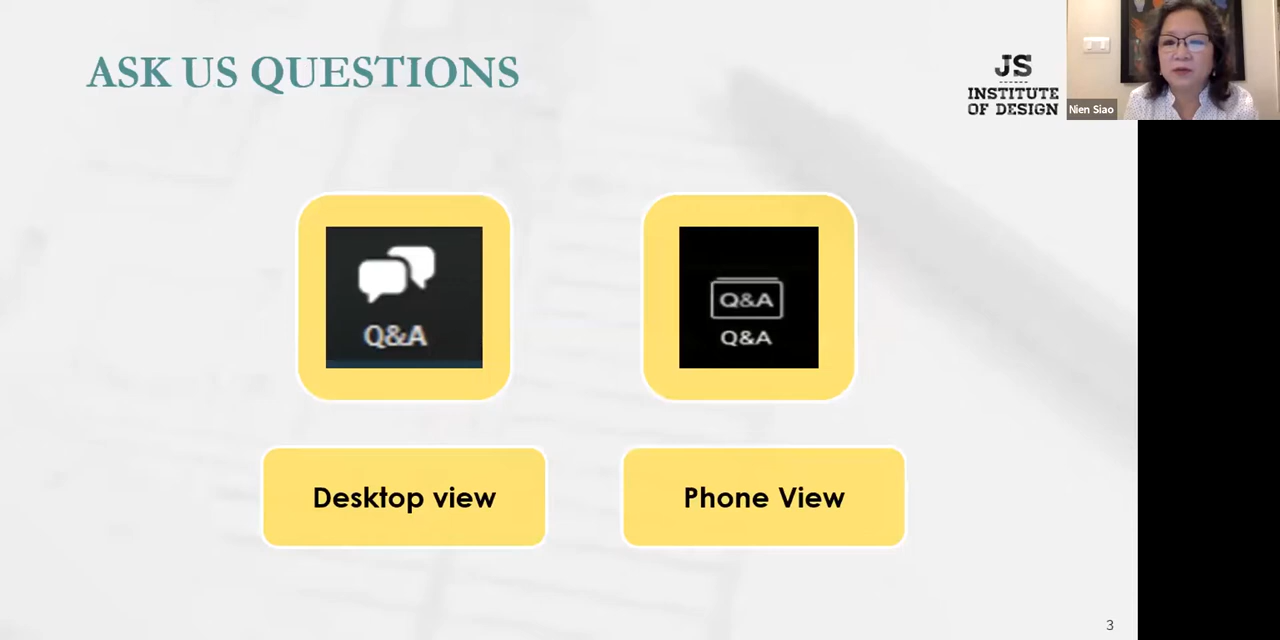 ASK US QUESTIONS
JS
INSTITUTE
OF DESIGN
Nien Siao
Q&A
Q&A
Q&A
Desktop view
Phone View
3